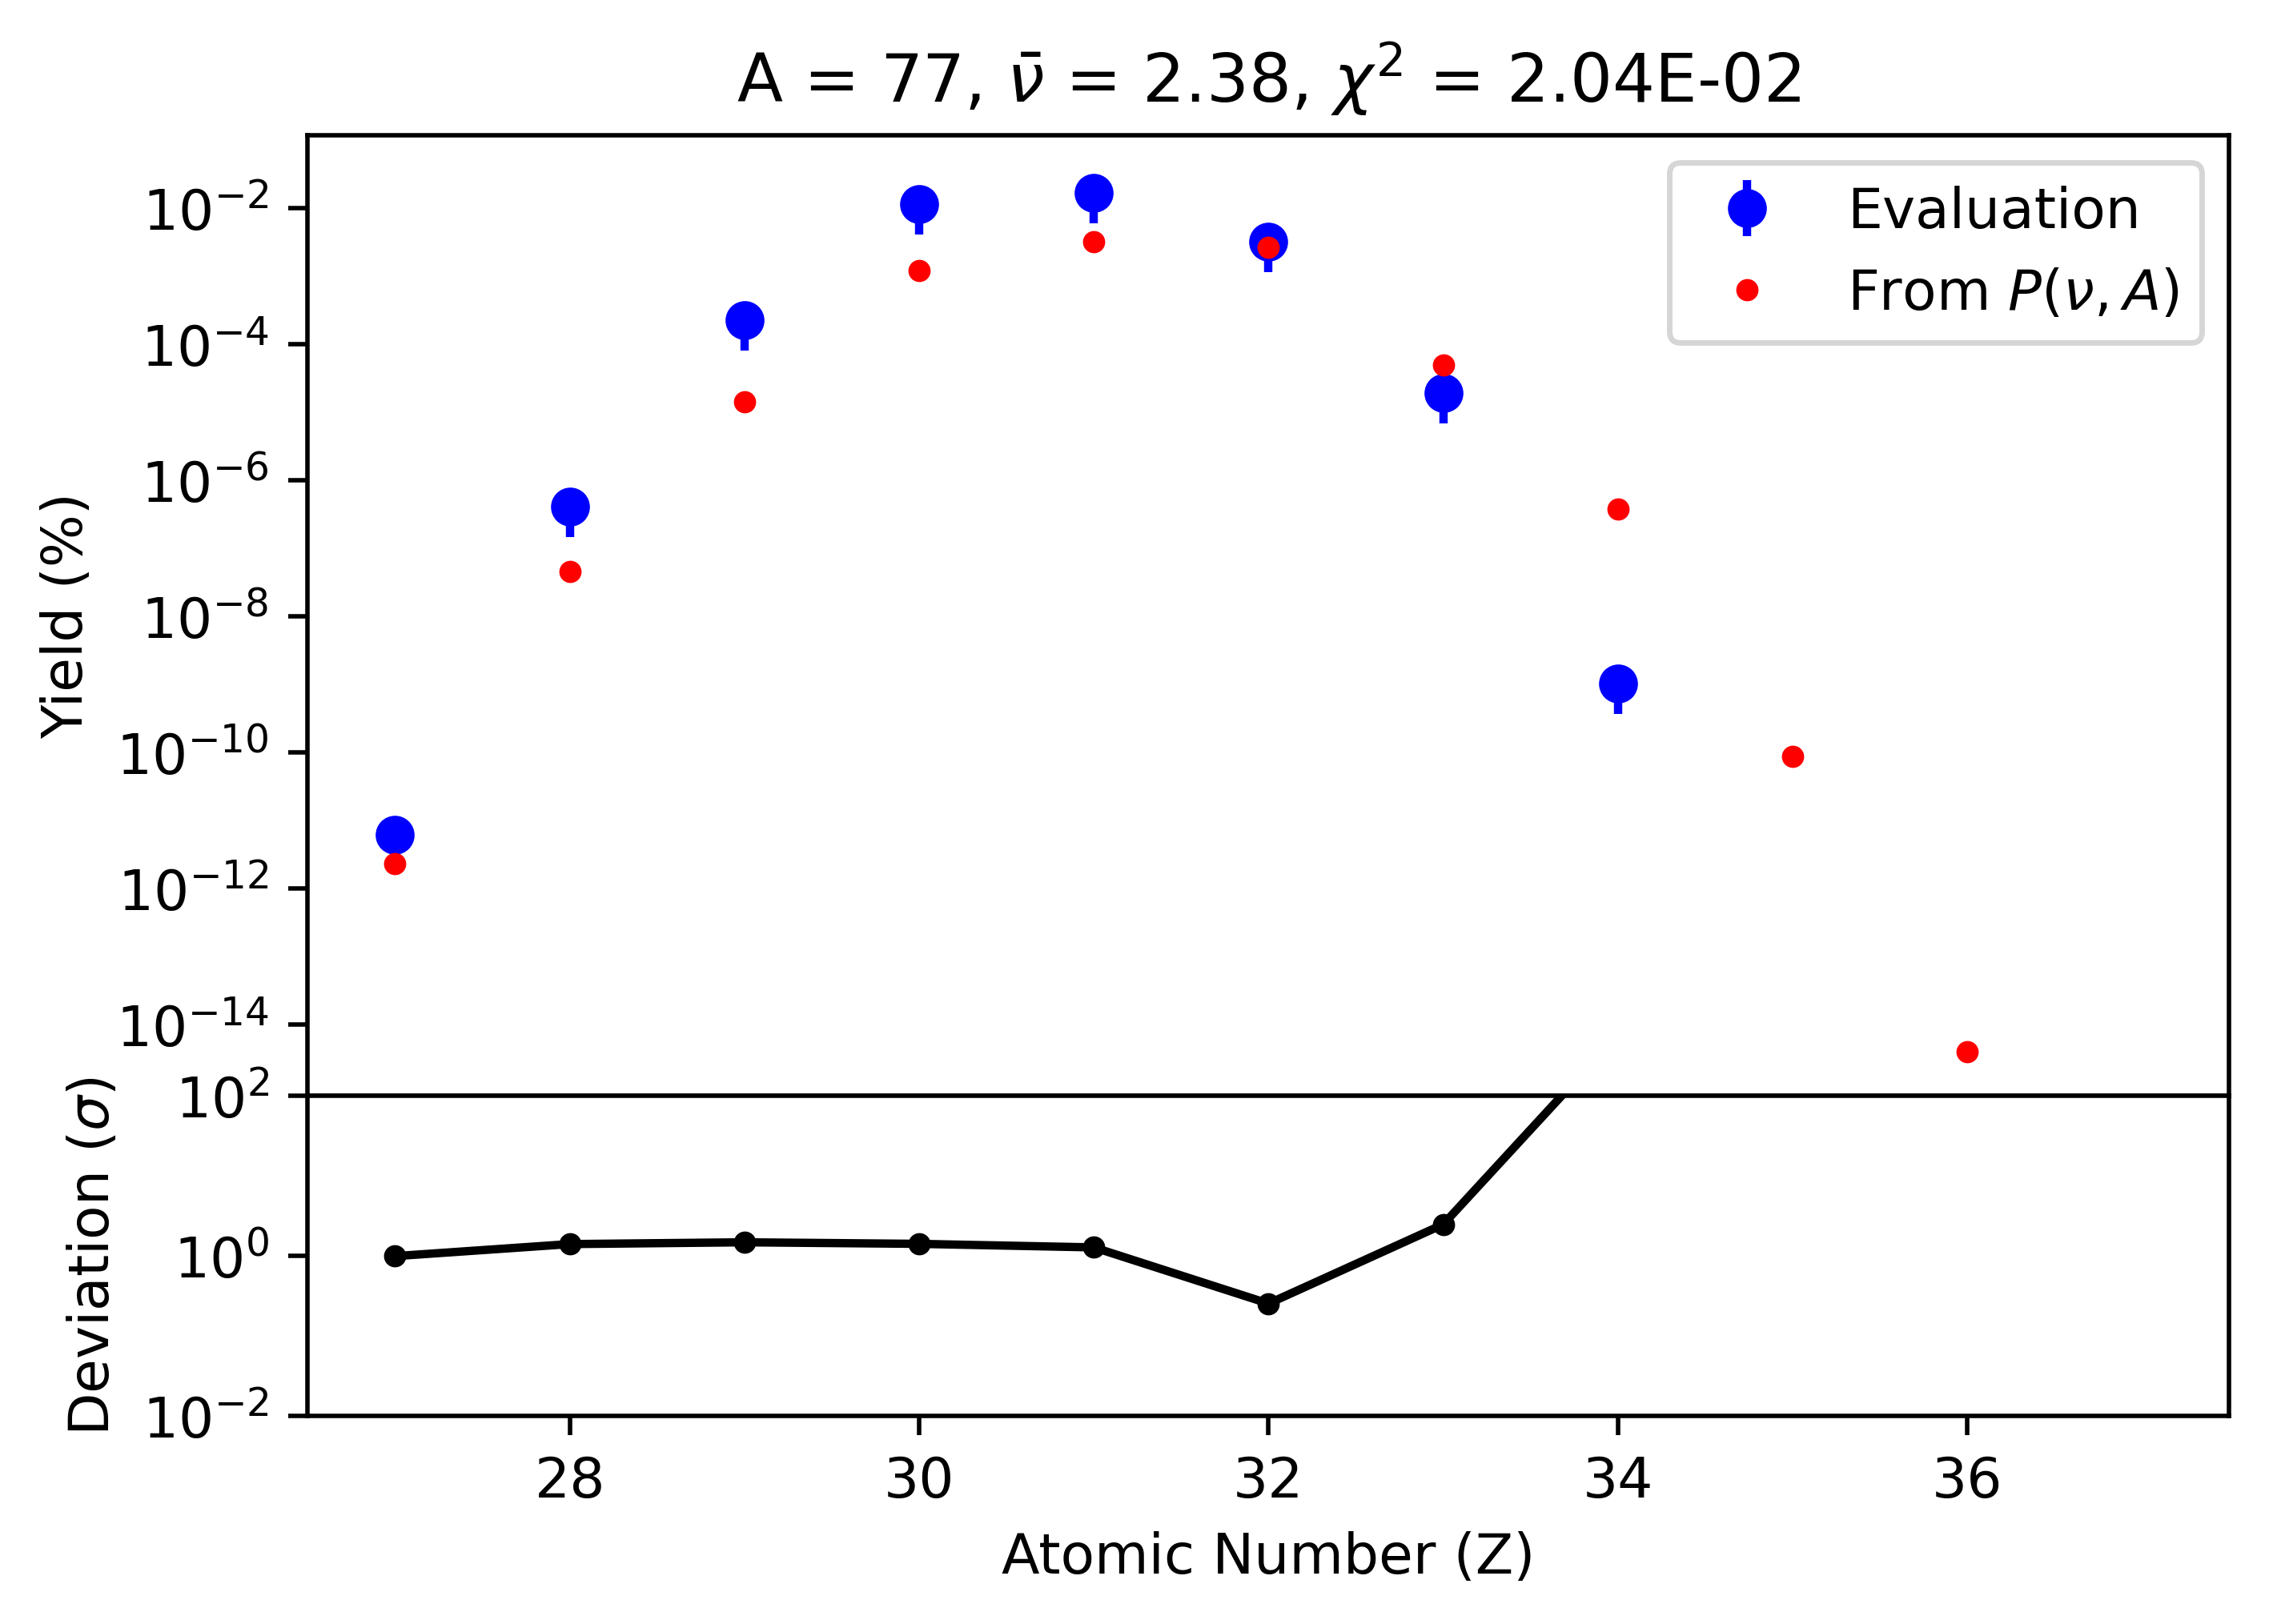 A = 77, ν̄ = 2.38, χ² = 2.04E-02
Evaluation
From P(ν, A)
Yield (%)
10⁻²
10⁻⁴
10⁻⁶
10⁻⁸
10⁻¹⁰
10⁻¹²
10⁻¹⁴
Deviation (σ)
10²
10⁰
10⁻²
28 30 32 34 36
Atomic Number (Z)